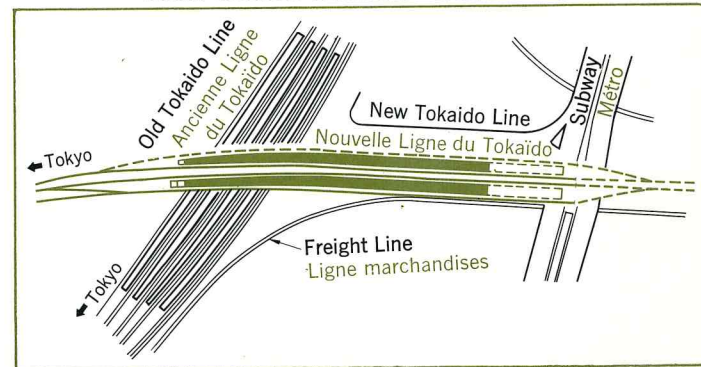 Old Tokaido Line
Ancienne Ligne
du Tokaïdo
Tokyo
New Tokaido Line
Nouvelle Ligne du Tokaïdo
Subway
Métro
Freight Line
Ligne marchandises
Tokyo